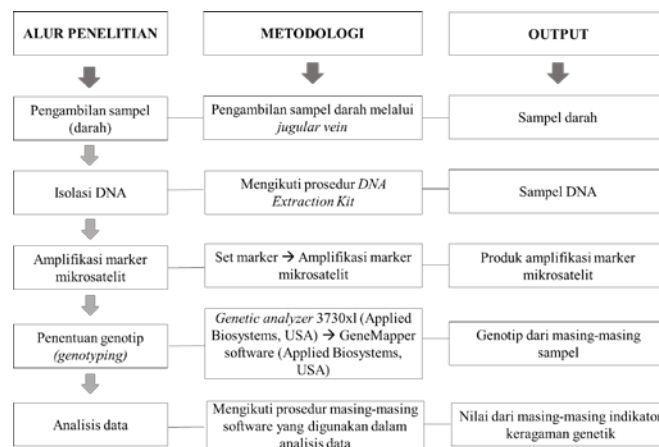 ALUR PENELITIAN
METODOLOGI
OUTPUT
Pengambilan sampel
(darah)
Pengambilan sampel darah melalui
jugular vein
Sampel darah
Isolasi DNA
Mengikuti prosedur DNA
Extraction Kit
Sampel DNA
Amplifikasi marker
mikrosatelit
Set marker → Amplifikasi marker
mikrosatelit
Produk amplifikasi marker
mikrosatelit
Penentuan genotip
(genotyping)
Genetic analyzer 3730xl (Applied
Biosystems, USA) → GeneMapper
software (Applied Biosystems,
USA)
Genotip dari masing-masing
sampel
Analisis data
Mengikuti prosedur masing-masing
software yang digunakan dalam
analisis data
Nilai dari masing-masing indikator
keragaman genetik